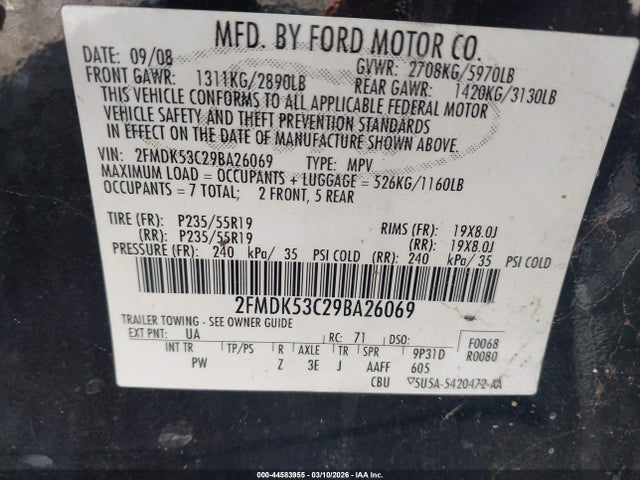 MFD. BY FORD MOTOR CO.
DATE: 09/08 GVWR: 2708KG/5970LB
FRONT GAWR: 1311KG/2890LB REAR GAWR: 1420KG/3130LB
THIS VEHICLE CONFORMS TO ALL APPLICABLE FEDERAL MOTOR
VEHICLE SAFETY AND THEFT PREVENTION STANDARDS
IN EFFECT ON THE DATE OF MANUFACTURE SHOWN ABOVE.
VIN: 2FMDK53C29BA26069 TYPE: MPV
MAXIMUM LOAD = OCCUPANTS + LUGGAGE = 526KG/1160LB
OCCUPANTS = 7 TOTAL; 2 FRONT, 5 REAR
TIRE (FR): P235/55R19 RIMS (FR): 19X8.0J
(RR): P235/55R19 (RR): 19X8.0J
PRESSURE (FR): 240 kPa/ 35 PSI COLD (RR): 240 kPa/ 35 PSI COLD
2FMDK53C29BA26069
TRAILER TOWING - SEE OWNER GUIDE
EXT PNT: UA RC: 71 DSO: F0068
INT TR TP/PS R AXLE TR SPR 9P31D R0080
PW Z 3E J AAFF 605
CBU ▽5U5A-5420472-AA
000-44583955 | 03/10/2026 | IAA Inc.